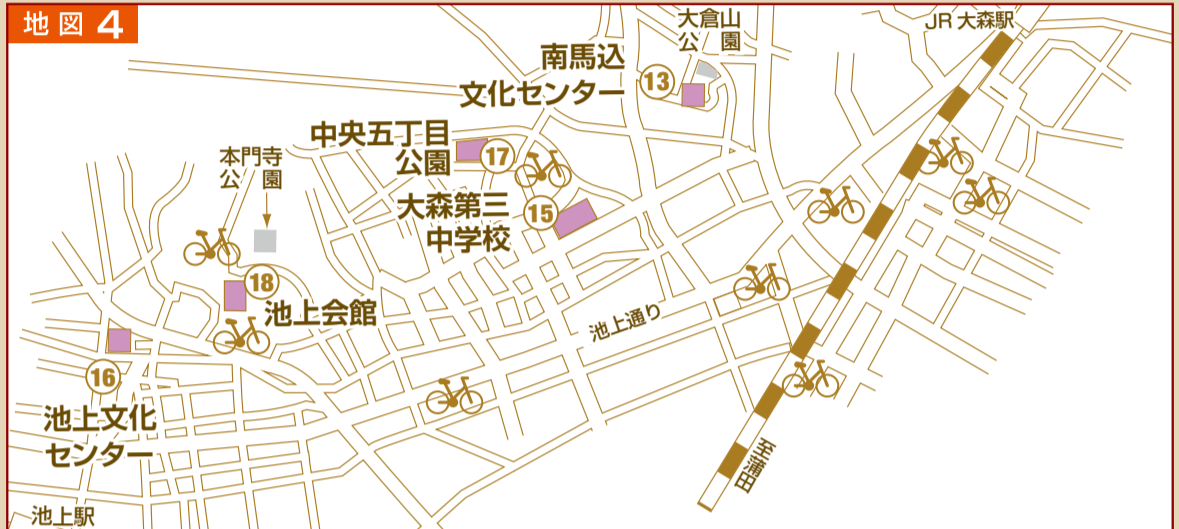 地図 4
大倉山
公園
JR 大森駅
南馬込
文化センター
13
中央五丁目
公園
17
本門寺
公園
大森第三
中学校
15
18
池上会館
池上通り
16
池上文化
センター
至蒲田
池上駅